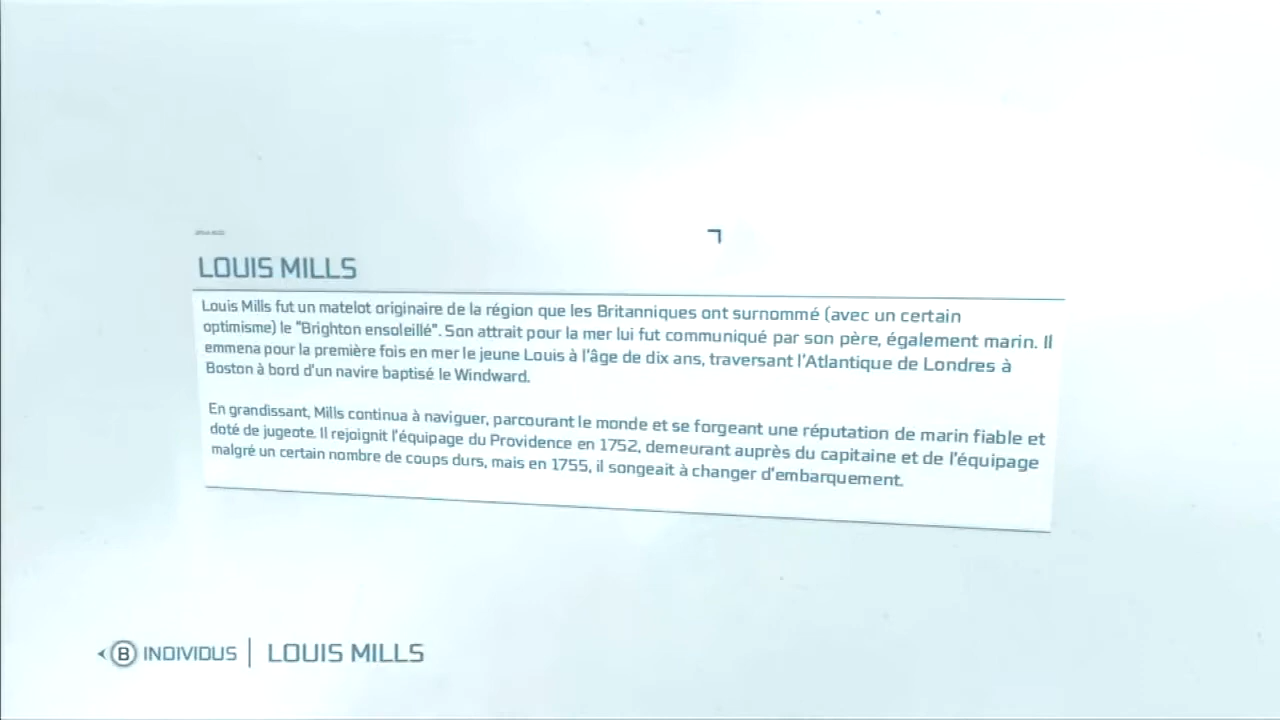 LOUIS MILLS
Louis Mills fut un matelot originaire de la région que les Britanniques ont surnommé (avec un certain
optimisme) le "Brighton ensoleillé". Son attrait pour la mer lui fut communiqué par son père, également marin. Il
emmena pour la première fois en mer le jeune Louis à l'âge de dix ans, traversant l'Atlantique de Londres à
Boston à bord d'un navire baptisé le Windward.
En grandissant, Mills continua à naviguer, parcourant le monde et se forgeant une réputation de marin fiable et
doté de jugeote. Il rejoignit l'équipage du Providence en 1752, demeurant auprès du capitaine et de l'équipage
malgré un certain nombre de coups durs, mais en 1755, il songeait à changer d'embarquement.
B INDIVIDUS | LOUIS MILLS